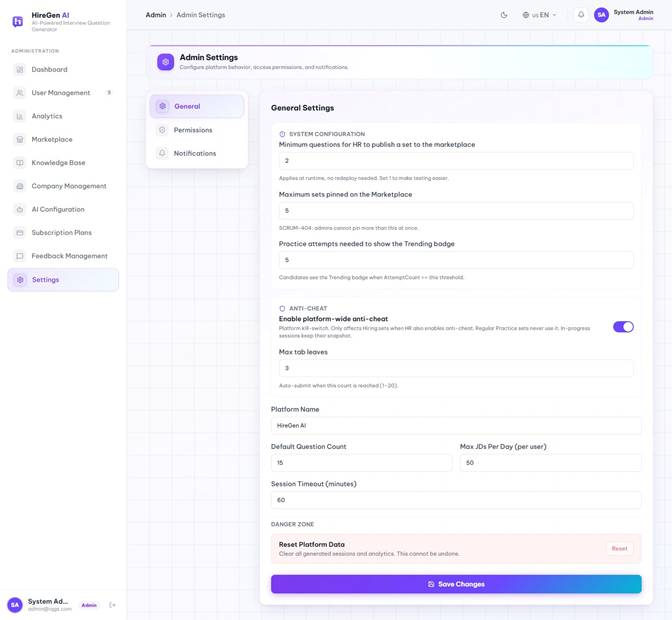 HireGen AI
AI-Powered Interview Question
Generator
ADMINISTRATION
Dashboard
User Management
5
Analytics
Marketplace
Knowledge Base
Company Management
AI Configuration
Subscription Plans
Feedback Management
Settings
SA
System Ad...
admin@iqgs.com
Admin
Admin > Admin Settings
US EN
SA
System Admin
Admin
Admin Settings
Configure platform behavior, access permissions, and notifications.
General
Permissions
Notifications
General Settings
SYSTEM CONFIGURATION
Minimum questions for HR to publish a set to the marketplace
2
Applies at runtime, no redeploy needed. Set 1 to make testing easier.
Maximum sets pinned on the Marketplace
5
SCRUM-404: admins cannot pin more than this at once.
Practice attempts needed to show the Trending badge
5
Candidates see the Trending badge when AttemptCount >= this threshold.
ANTI-CHEAT
Enable platform-wide anti-cheat
Platform kill-switch. Only affects Hiring sets when HR also enables anti-cheat. Regular Practice sets never use it. In-progress
sessions keep their snapshot.
Max tab leaves
3
Auto-submit when this count is reached (1–20).
Platform Name
HireGen AI
Default Question Count
15
Max JDs Per Day (per user)
50
Session Timeout (minutes)
60
DANGER ZONE
Reset Platform Data
Clear all generated sessions and analytics. This cannot be undone.
Reset
Save Changes